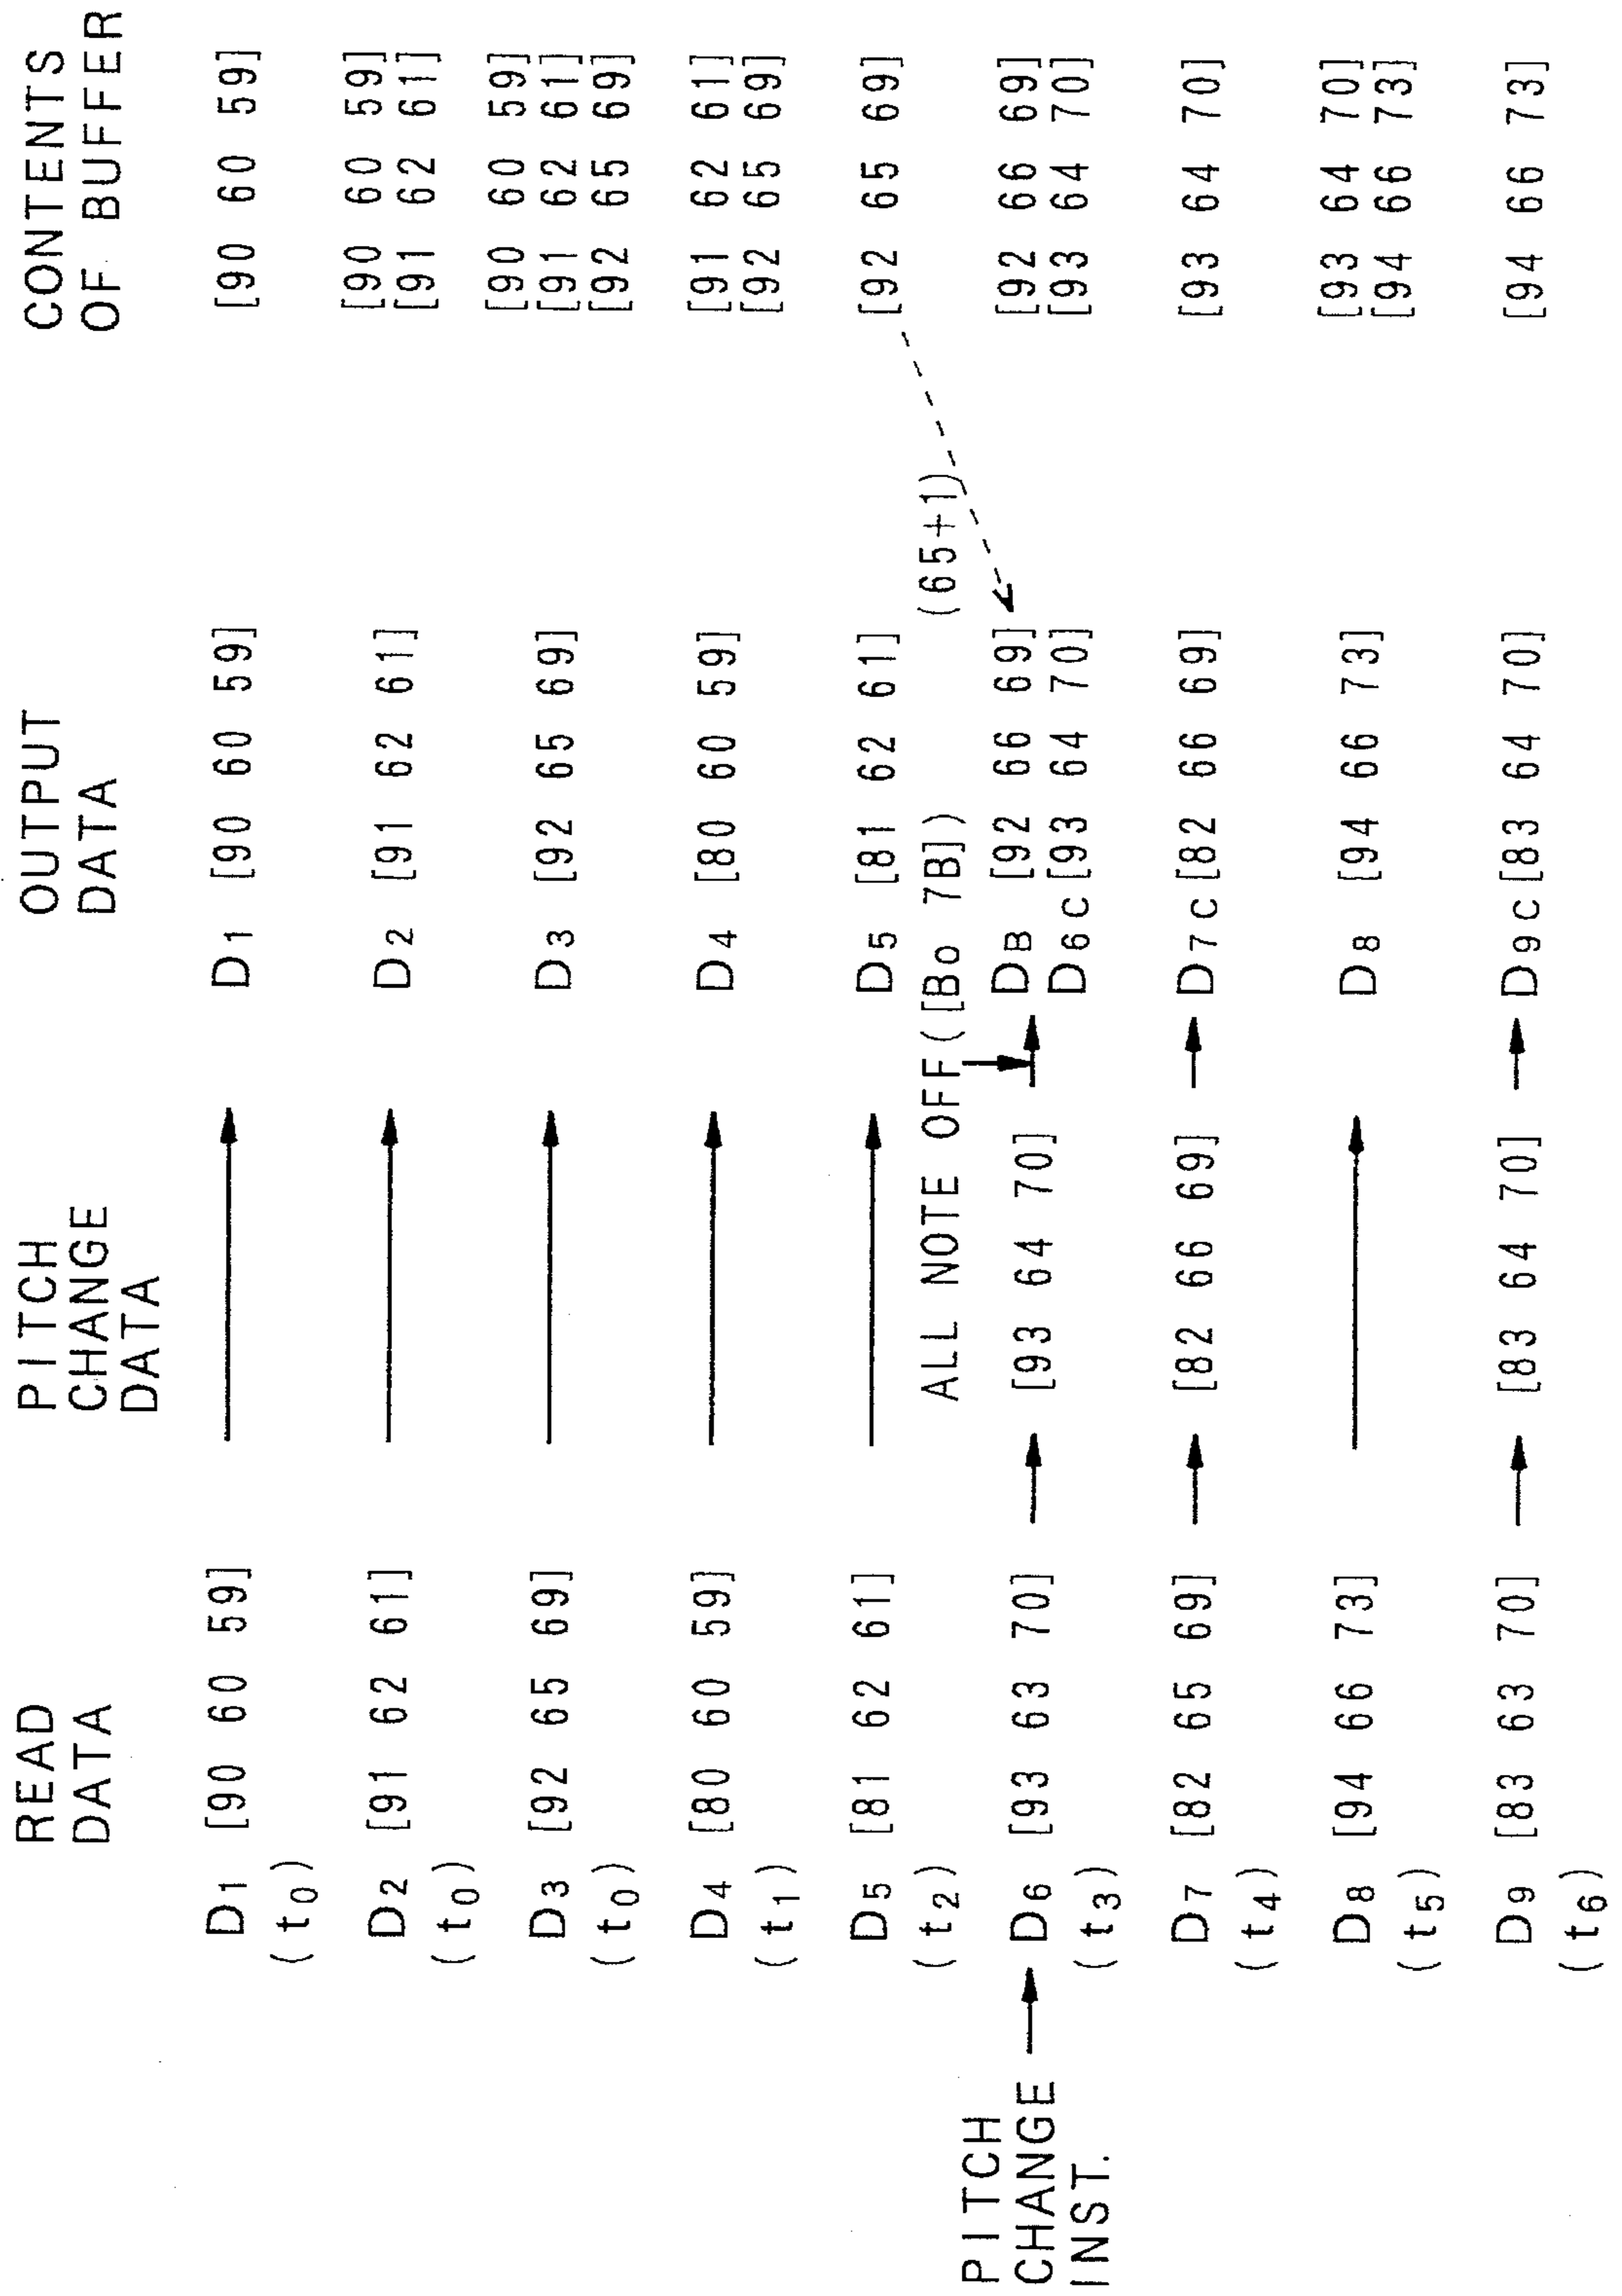 READ
DATA
PITCH
CHANGE
DATA
OUTPUT
DATA
CONTENTS
OF BUFFER
D1 [90 60 59]
(t0)
D1 [90 60 59]
[90 60 59]
D2 [91 62 61]
(t0)
D2 [91 62 61]
[90 60 59]
[91 62 61]
D3 [92 65 69]
(t0)
D3 [92 65 69]
[90 60 59]
[91 62 61]
[92 65 69]
D4 [80 60 59]
(t1)
D4 [80 60 59]
[91 62 61]
[92 65 69]
D5 [81 62 61]
(t2)
D5 [81 62 61]
[92 65 69]
ALL NOTE OFF([Bo 7B])
(65+1)
PITCH
CHANGE
INST.
D6 [93 63 70]
(t3)
[93 64 70]
DB [92 66 69]
D6c[93 64 70]
[92 66 69]
[93 64 70]
D7 [82 65 69]
(t4)
[82 66 69]
D7c[82 66 69]
[93 64 70]
D8 [94 66 73]
(t5)
D8 [94 66 73]
[93 64 70]
[94 66 73]
D9 [83 63 70]
(t6)
[83 64 70]
D9c[83 64 70]
[94 66 73]